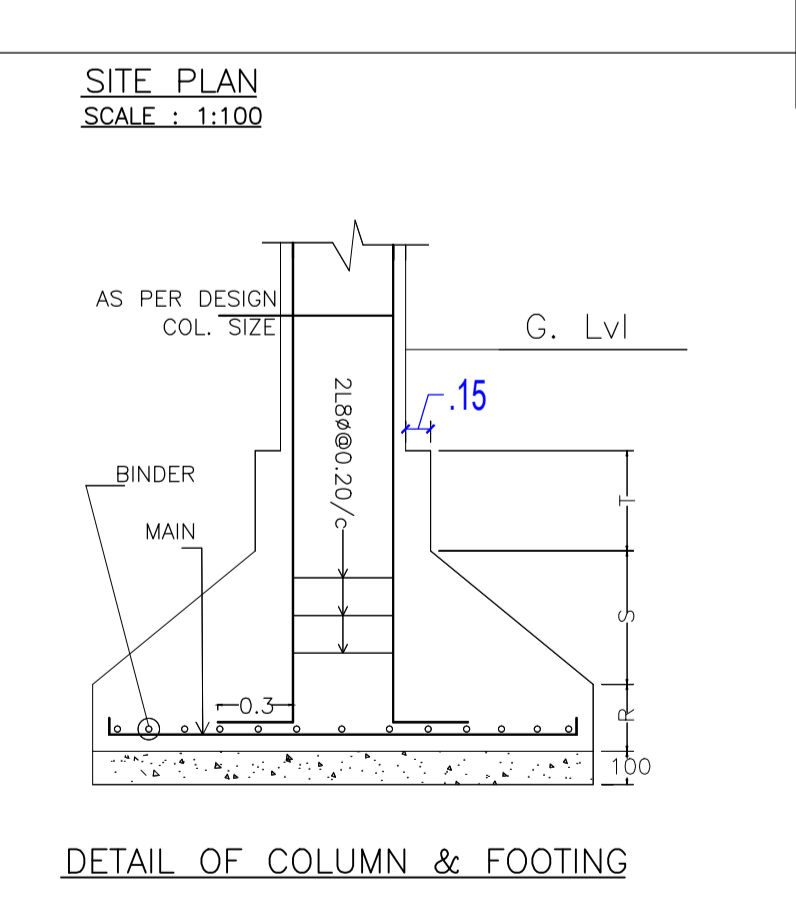 SITE PLAN
SCALE : 1:100
AS PER DESIGN
COL. SIZE
G. Lvl
.15
2L8ø@0.20/c
BINDER
MAIN
T
S
0.3
R
100
DETAIL OF COLUMN & FOOTING